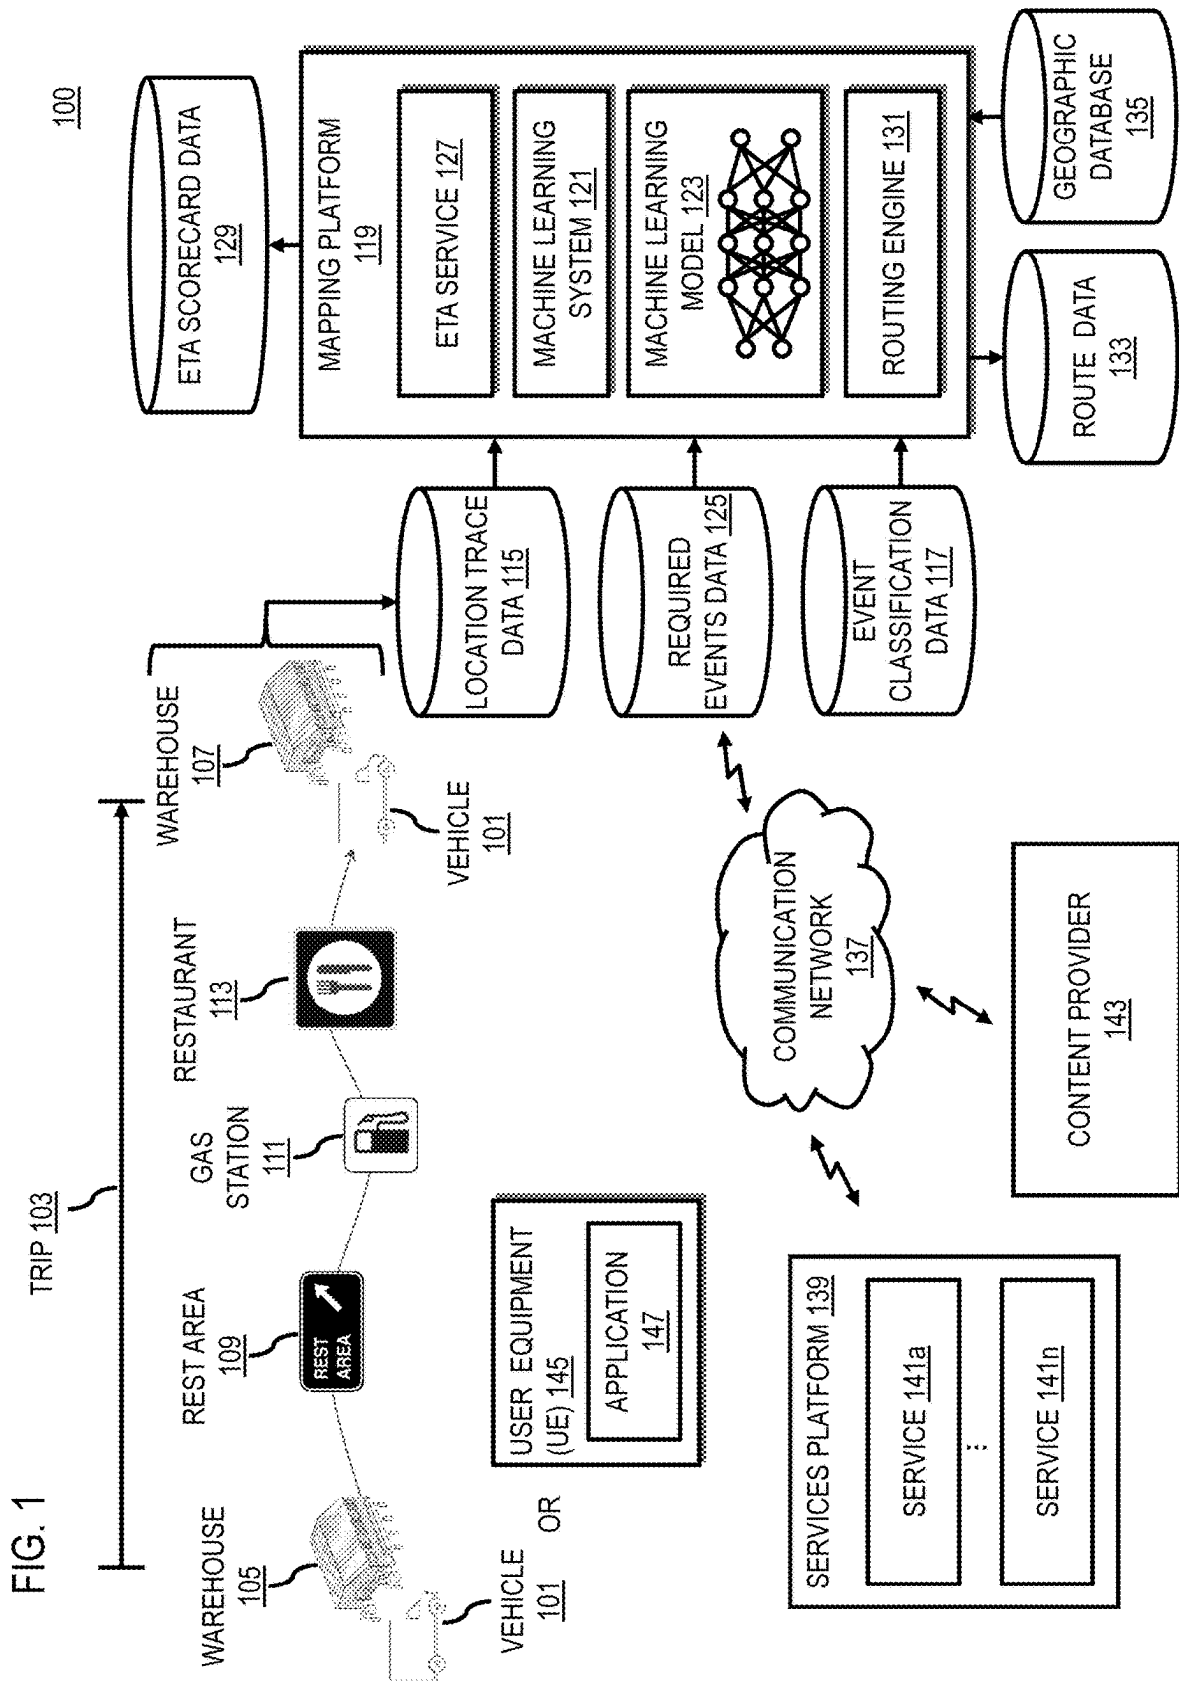 FIG. 1
100
TRIP 103
WAREHOUSE
105
REST AREA
109
GAS
STATION
111
RESTAURANT
113
WAREHOUSE
107
REST
AREA
VEHICLE
101
OR
USER EQUIPMENT
(UE) 145
APPLICATION
147
VEHICLE
101
LOCATION TRACE
DATA 115
REQUIRED
EVENTS DATA 125
EVENT
CLASSIFICATION
DATA 117
ETA SCORECARD DATA
129
MAPPING PLATFORM
119
ETA SERVICE 127
MACHINE LEARNING
SYSTEM 121
MACHINE LEARNING
MODEL 123
ROUTING ENGINE 131
ROUTE DATA
133
GEOGRAPHIC
DATABASE
135
COMMUNICATION
NETWORK
137
SERVICES PLATFORM 139
SERVICE 141a
...
SERVICE 141n
CONTENT PROVIDER
143